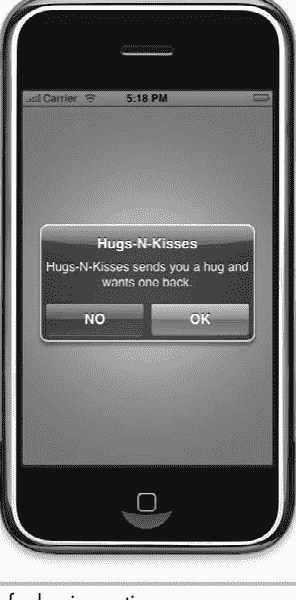 Carrier 5:18 PM
Hugs-N-Kisses
Hugs-N-Kisses sends you a hug and
wants one back.
NO OK